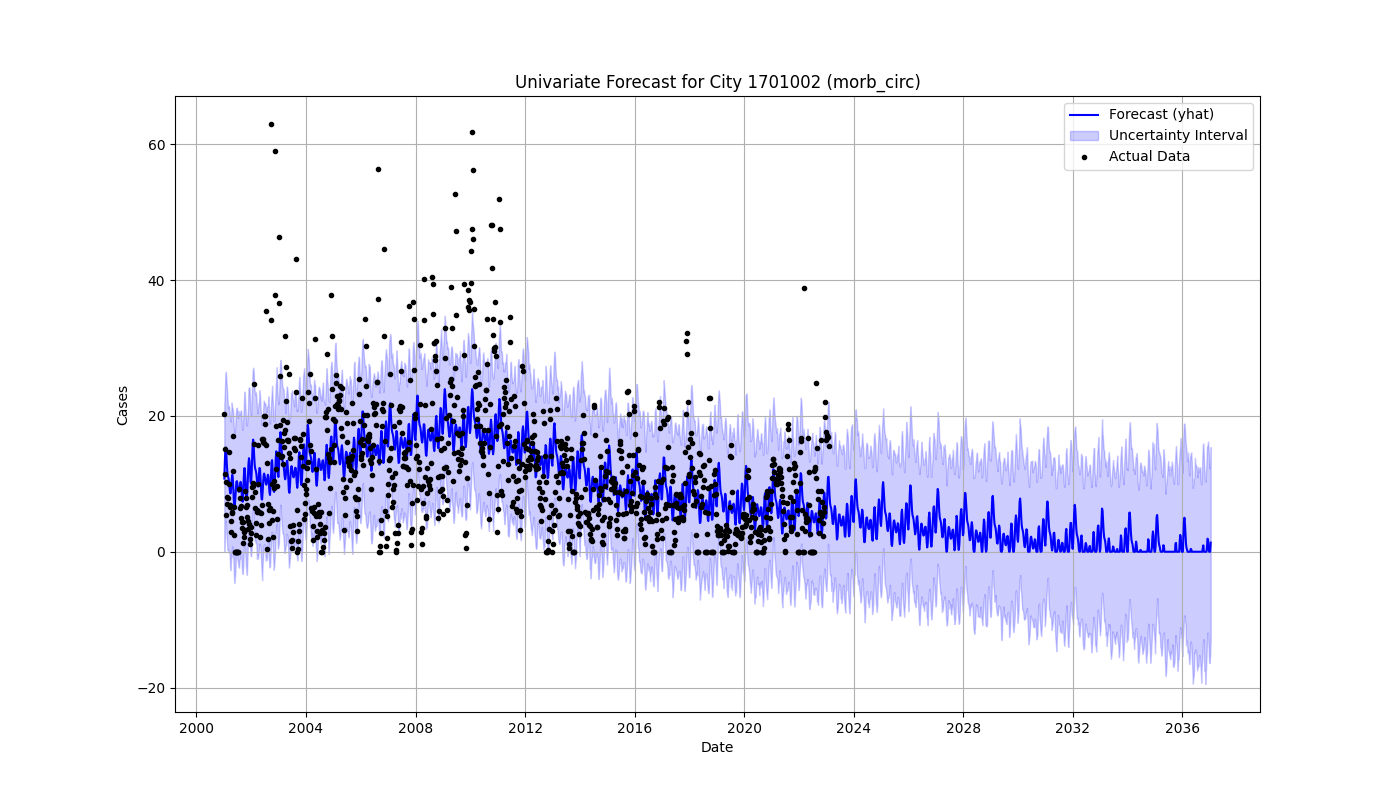 Univariate Forecast for City 1701002 (morb_circ)
Forecast (yhat)
Uncertainty Interval
Actual Data
60
40
20
0
−20
Cases
2000 2004 2008 2012 2016 2020 2024 2028 2032 2036
Date